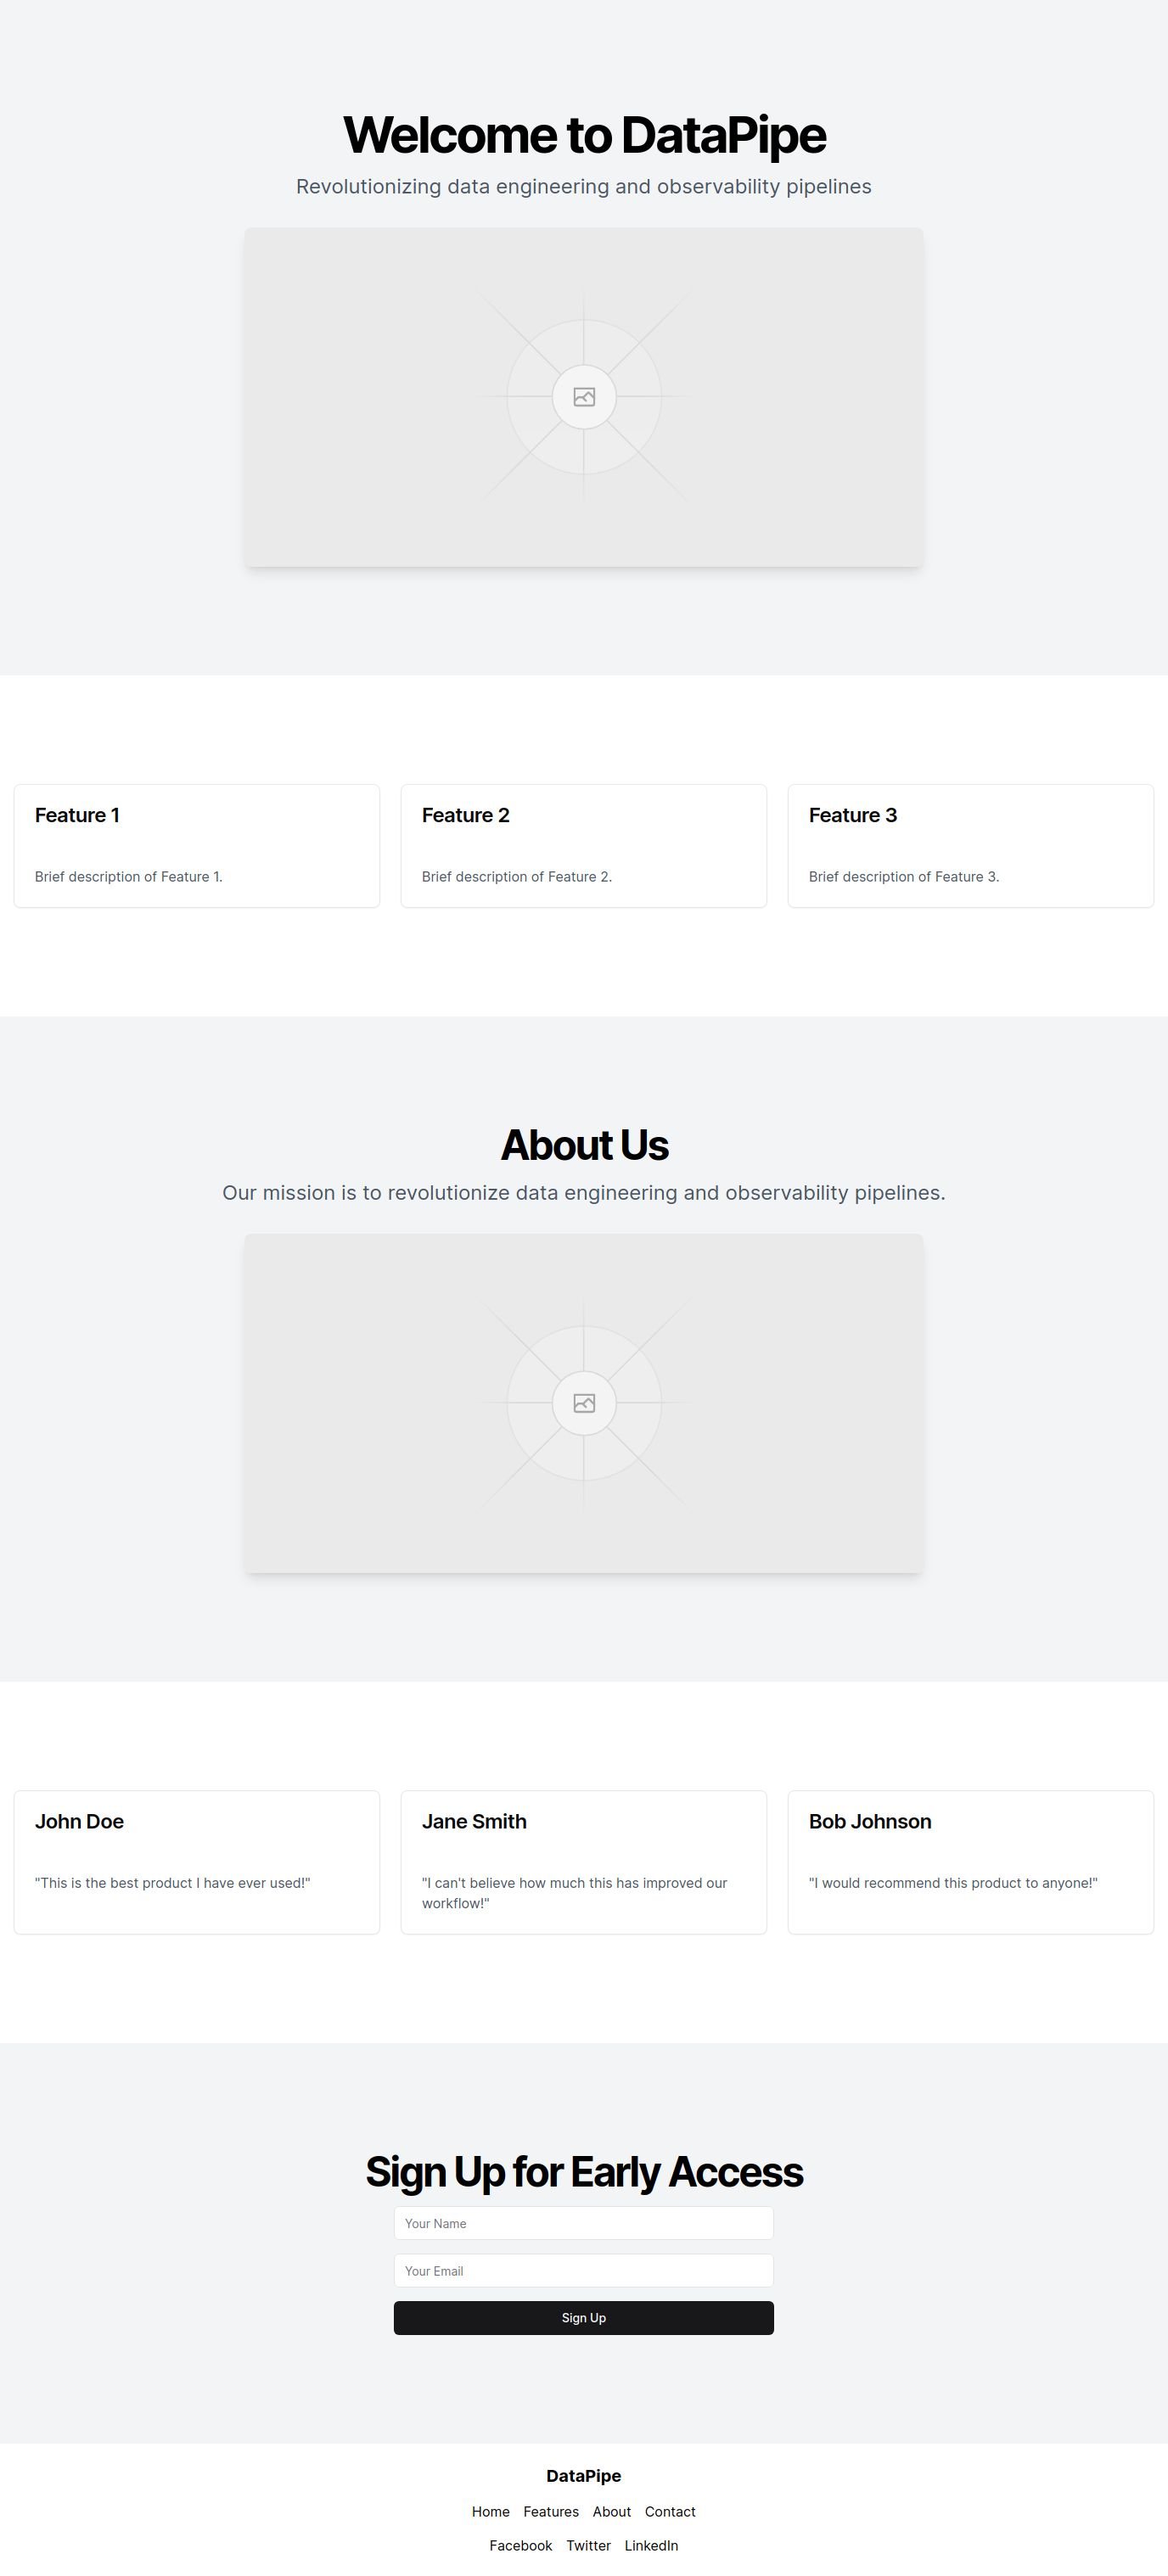 Welcome to DataPipe
Revolutionizing data engineering and observability pipelines
Feature 1
Brief description of Feature 1.
Feature 2
Brief description of Feature 2.
Feature 3
Brief description of Feature 3.
About Us
Our mission is to revolutionize data engineering and observability pipelines.
John Doe
"This is the best product I have ever used!"
Jane Smith
"I can't believe how much this has improved our
workflow!"
Bob Johnson
"I would recommend this product to anyone!"
Sign Up for Early Access
Your Name
Your Email
Sign Up
DataPipe
Home Features About Contact
Facebook Twitter LinkedIn